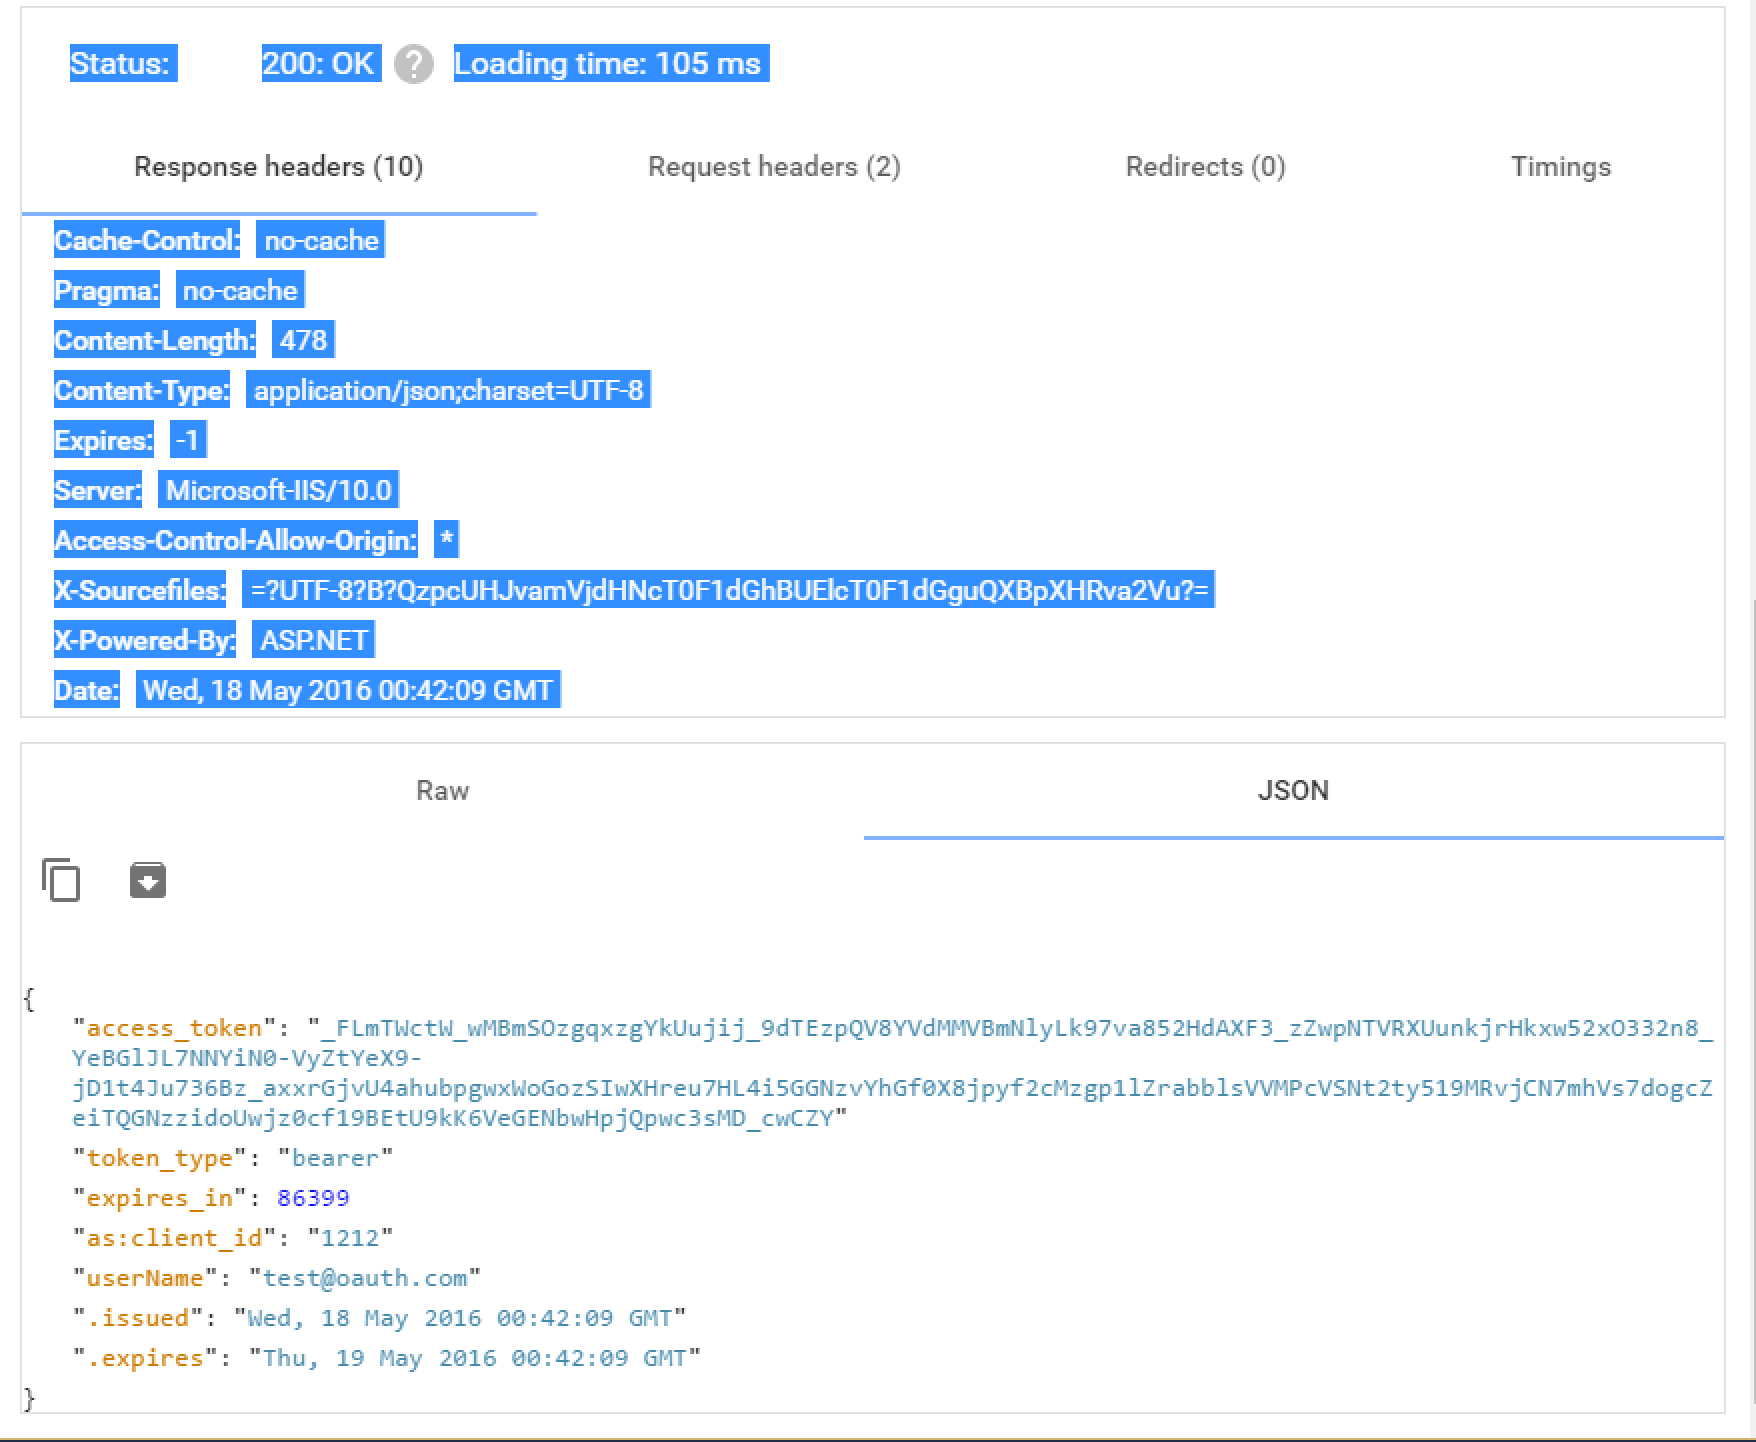 Status: 200: OK ? Loading time: 105 ms
Response headers (10) Request headers (2) Redirects (0) Timings
Cache-Control: no-cache
Pragma: no-cache
Content-Length: 478
Content-Type: application/json;charset=UTF-8
Expires: -1
Server: Microsoft-IIS/10.0
Access-Control-Allow-Origin: *
X-Sourcefiles: =?UTF-8?B?QzpcUHJvamVjdHNcT0F1dGhBUElcT0F1dGguQXBpXHRva2Vu?=
X-Powered-By: ASP.NET
Date: Wed, 18 May 2016 00:42:09 GMT
Raw JSON
{
"access_token": "_FLmTWctW_wMBmSOzgqxzgYkUujij_9dTEzpQV8YVdMMVBmNlyLk97va852HdAXF3_zZwpNTVRXUunkjrHkxw52xO332n8_
YeBGlJL7NNYiN0-VyZtYeX9-
jD1t4Ju736Bz_axxrGjvU4ahubpgwxWoGozSIwXHreu7HL4i5GGNzvYhGf0X8jpyf2cMzgp1lZrabblsVVMPcVSNt2ty519MRvjCN7mhVs7dogcZ
eiTQGNzzidoUwjz0cf19BEtU9kK6VeGENbwHpjQpwc3sMD_cwCZY"
"token_type": "bearer"
"expires_in": 86399
"as:client_id": "1212"
"userName": "test@oauth.com"
".issued": "Wed, 18 May 2016 00:42:09 GMT"
".expires": "Thu, 19 May 2016 00:42:09 GMT"
}